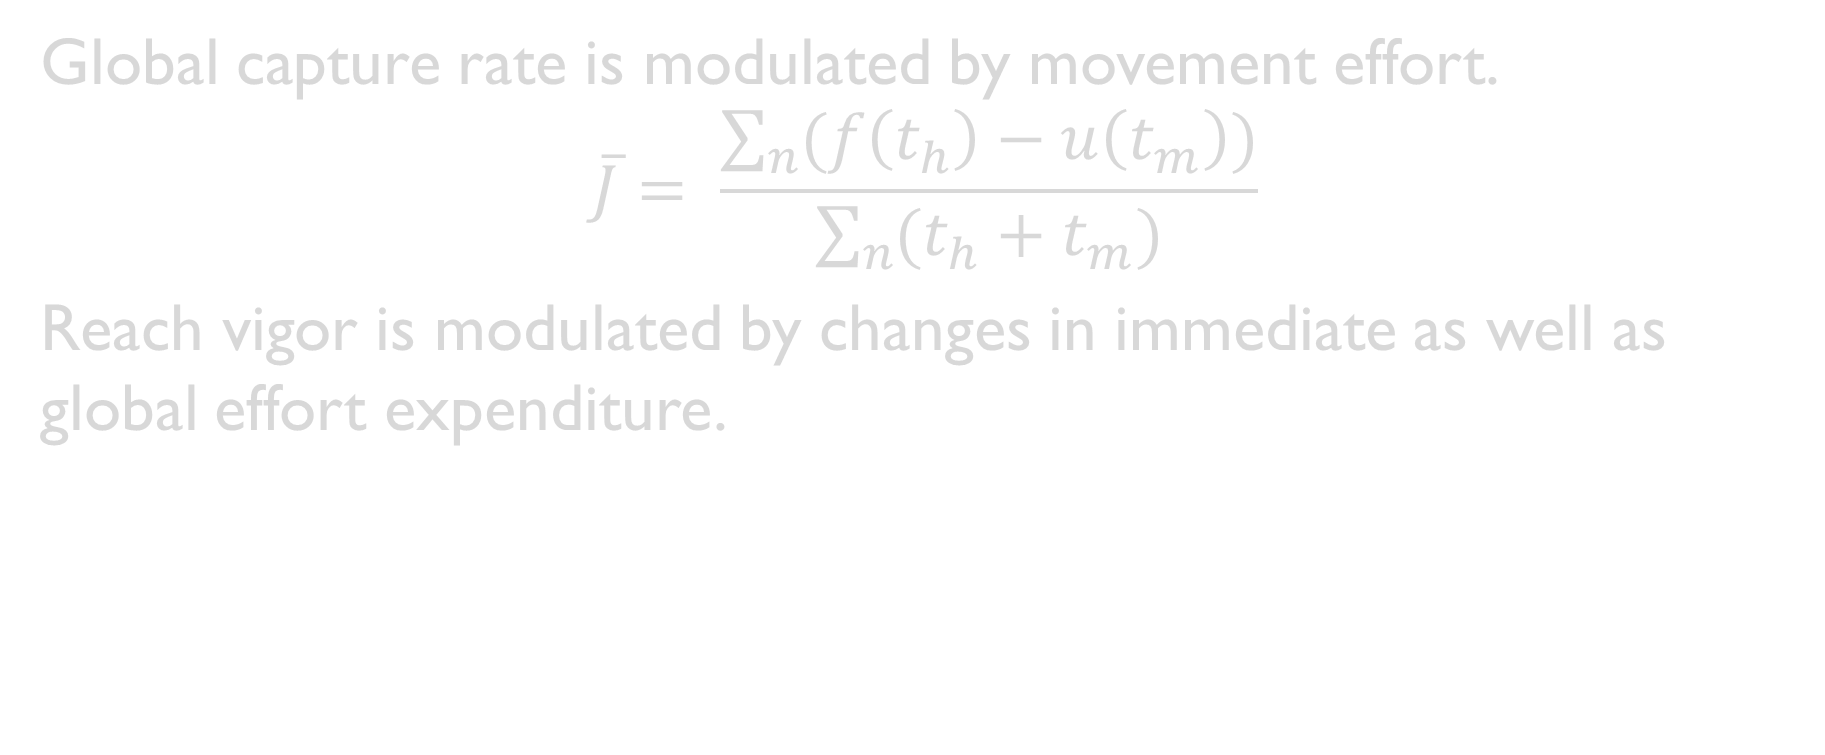 Global capture rate is modulated by movement effort.
J̄ = ∑ₙ(f(tₕ) − u(tₘ)) / ∑ₙ(tₕ + tₘ)
Reach vigor is modulated by changes in immediate as well as
global effort expenditure.